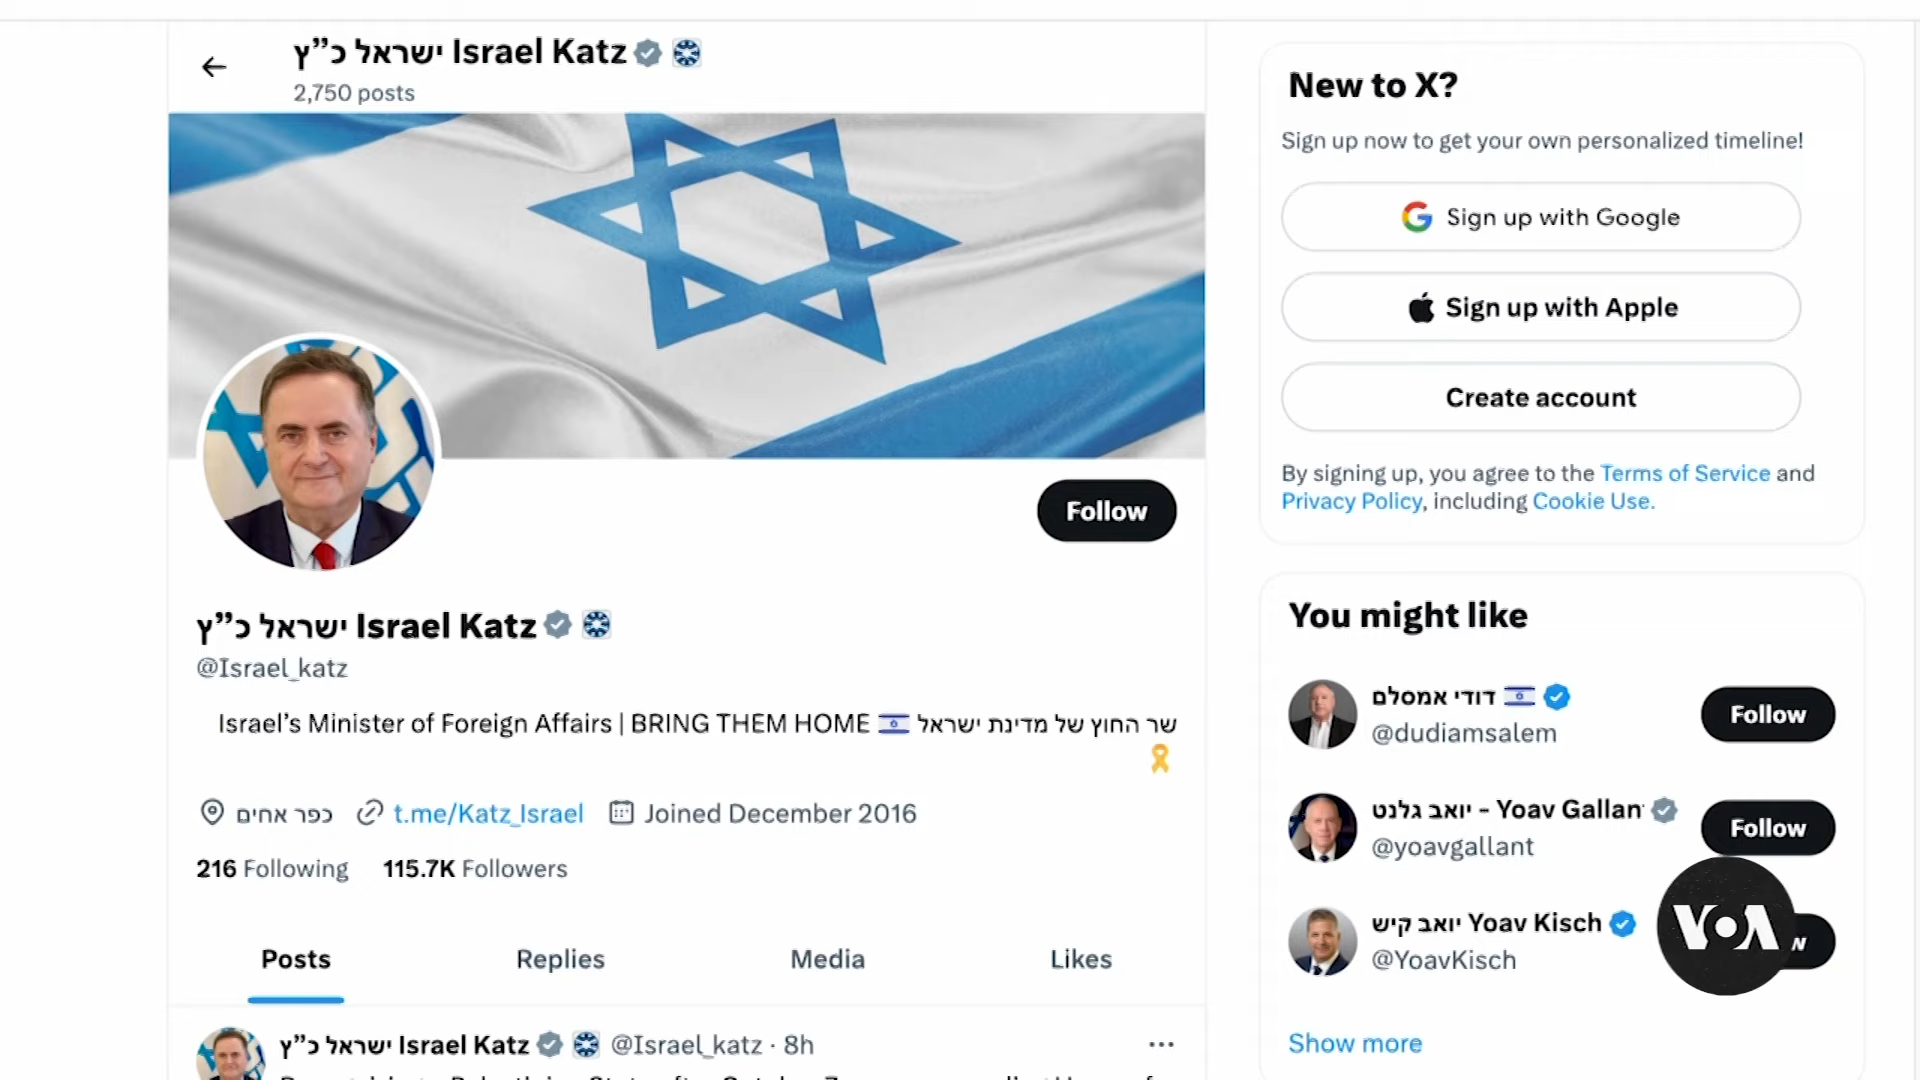 ישראל כ”ץ Israel Katz
2,750 posts
Follow
ישראל כ”ץ Israel Katz
@Israel_katz
Israel’s Minister of Foreign Affairs | BRING THEM HOME 🇮🇱 שר החוץ של מדינת ישראל
🎗️
כפר אחים t.me/Katz_Israel Joined December 2016
216 Following 115.7K Followers
Posts Replies Media Likes
ישראל כ”ץ Israel Katz @Israel_katz · 8h
New to X?
Sign up now to get your own personalized timeline!
Sign up with Google
Sign up with Apple
Create account
By signing up, you agree to the Terms of Service and
Privacy Policy, including Cookie Use.
You might like
דודי אמסלם 🇮🇱
@dudiamsalem
Follow
יואב גלנט - Yoav Gallan
@yoavgallant
Follow
יואב קיש Yoav Kisch
@YoavKisch
VOA
Show more